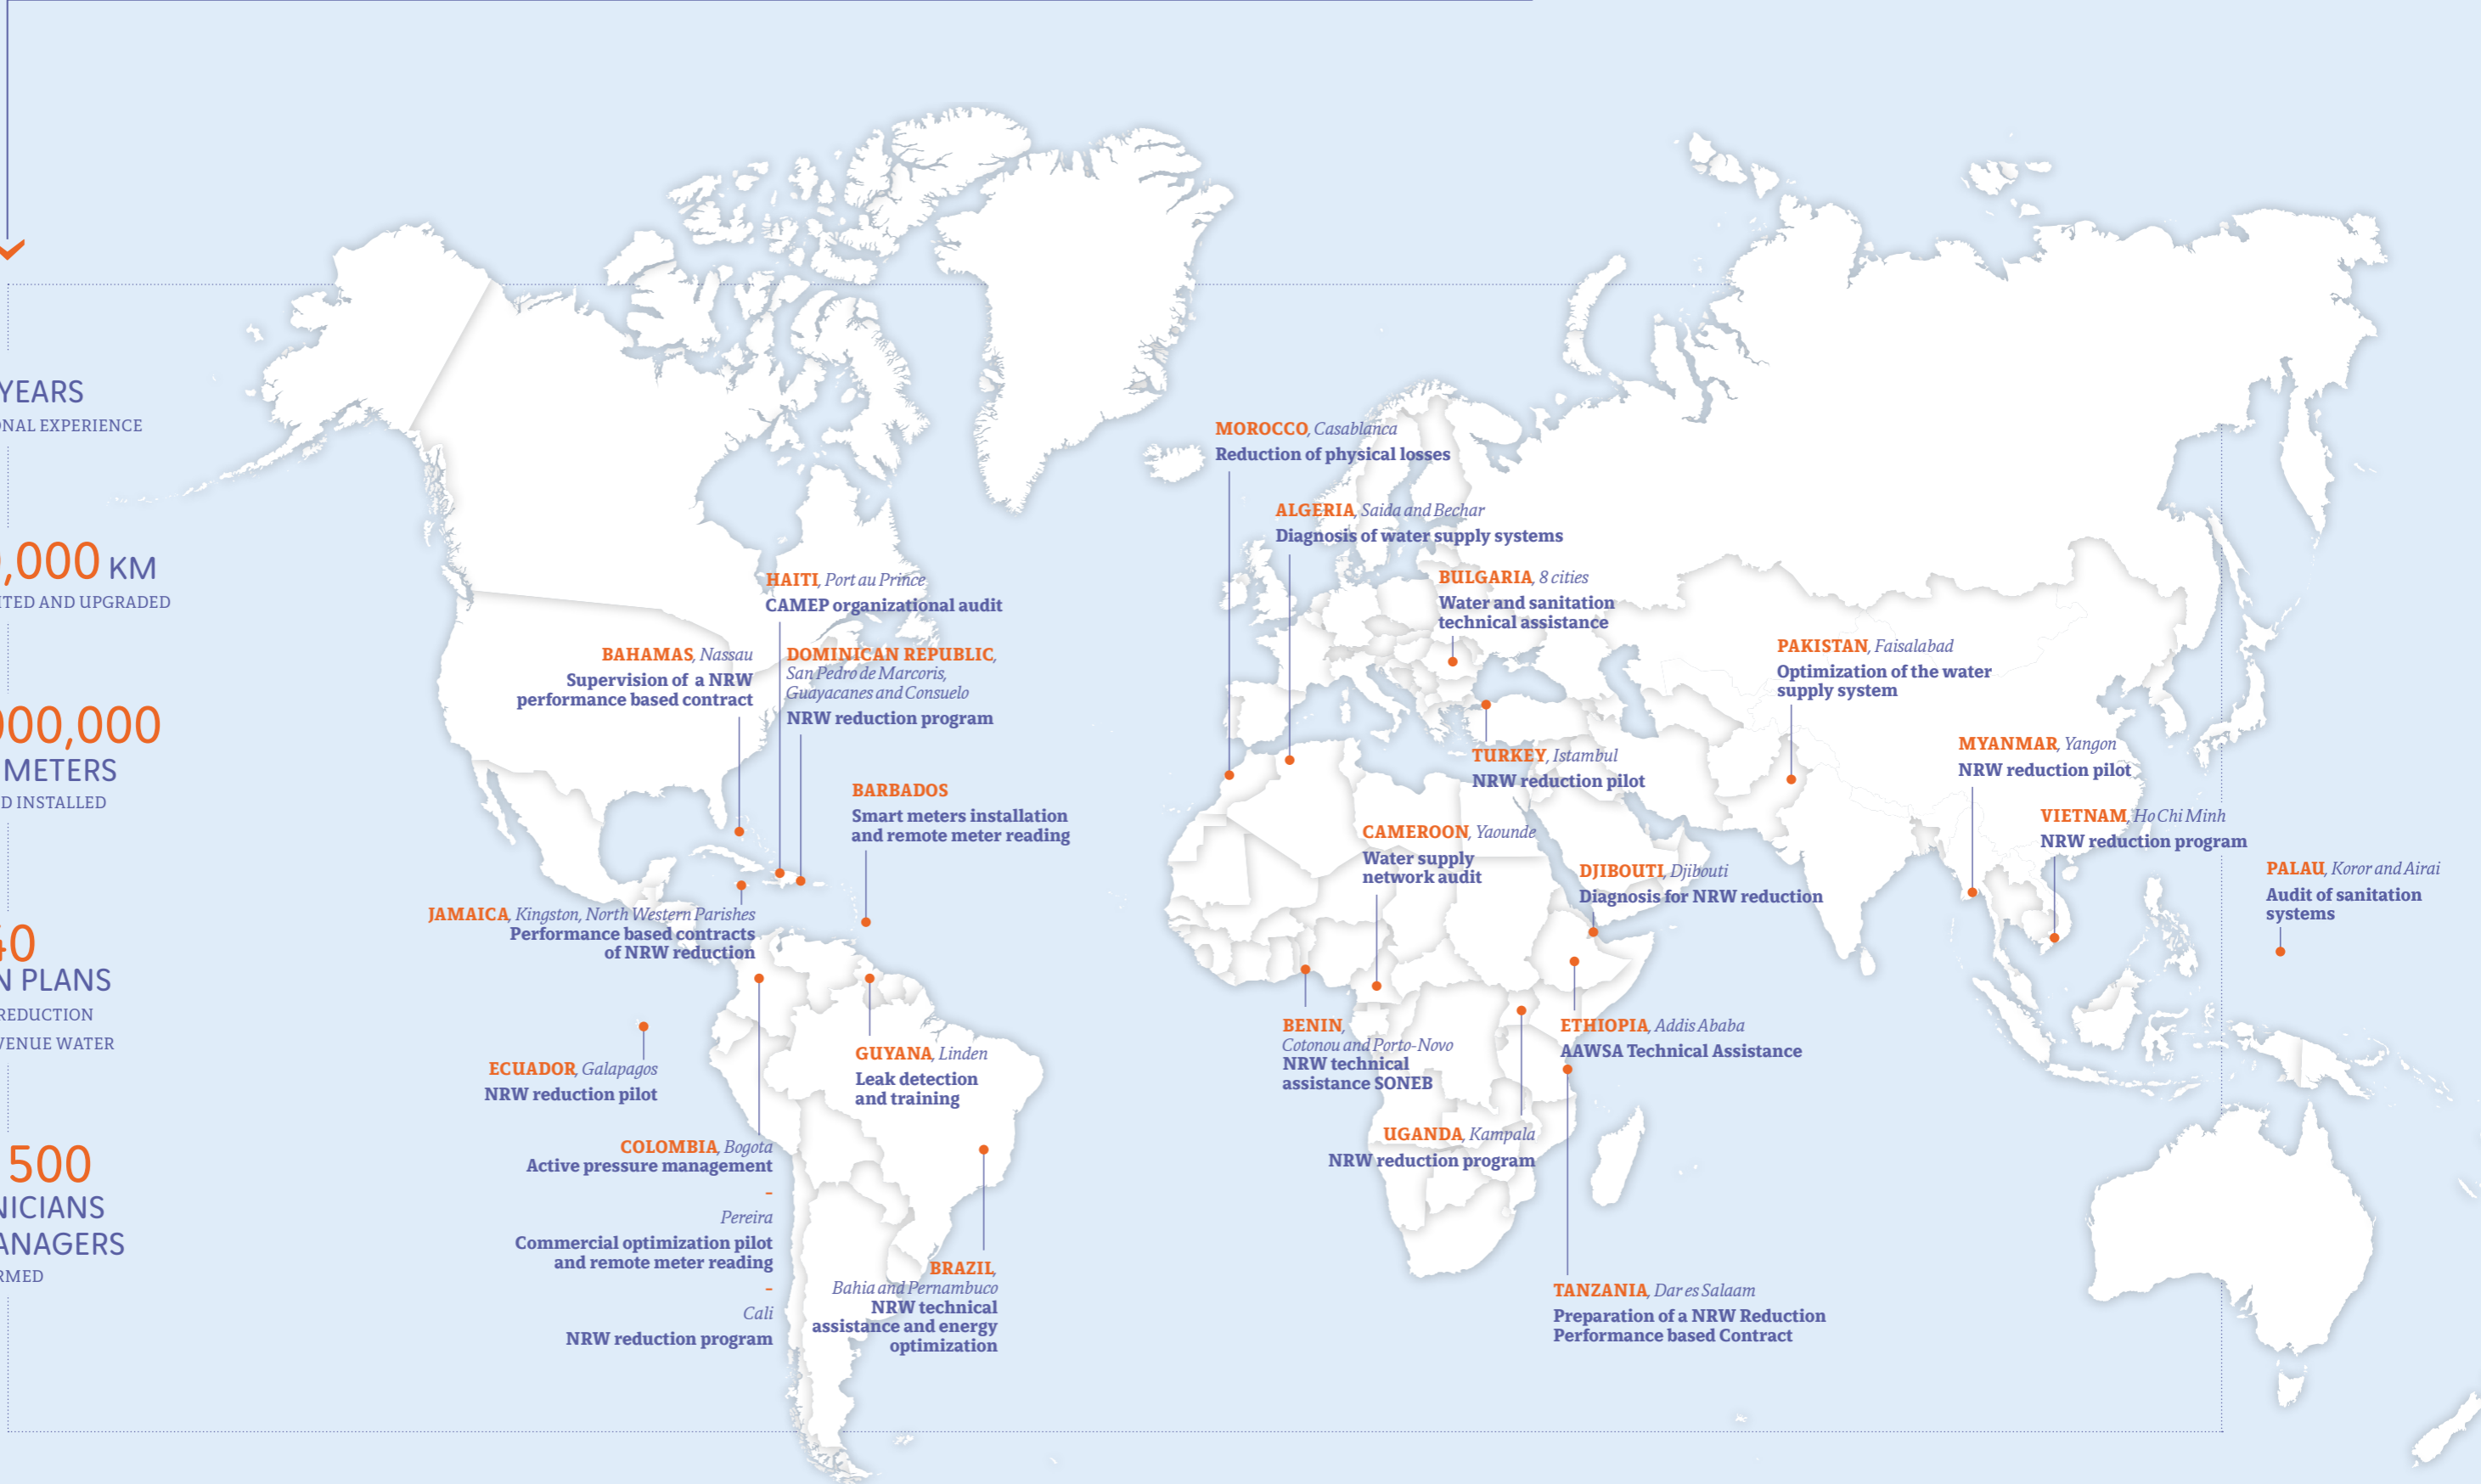 YEARS
ONAL EXPERIENCE
,000 KM
ITED AND UPGRADED
000,000
METERS
D INSTALLED
40
N PLANS
REDUCTION
VENUE WATER
500
NICIANS
ANAGERS
RMED
HAITI, Port au Prince
CAMEP organizational audit
BAHAMAS, Nassau
Supervision of a NRW
performance based contract
DOMINICAN REPUBLIC,
San Pedro de Marcoris,
Guayacanes and Consuelo
NRW reduction program
BARBADOS
Smart meters installation
and remote meter reading
JAMAICA, Kingston, North Western Parishes
Performance based contracts
of NRW reduction
ECUADOR, Galapagos
NRW reduction pilot
GUYANA, Linden
Leak detection
and training
COLOMBIA, Bogota
Active pressure management
–
Pereira
Commercial optimization pilot
and remote meter reading
–
Cali
NRW reduction program
BRAZIL,
Bahia and Pernambuco
NRW technical
assistance and energy
optimization
MOROCCO, Casablanca
Reduction of physical losses
ALGERIA, Saida and Bechar
Diagnosis of water supply systems
BULGARIA, 8 cities
Water and sanitation
technical assistance
TURKEY, Istambul
NRW reduction pilot
CAMEROON, Yaounde
Water supply
network audit
DJIBOUTI, Djibouti
Diagnosis for NRW reduction
BENIN,
Cotonou and Porto-Novo
NRW technical
assistance SONEB
ETHIOPIA, Addis Ababa
AAWSA Technical Assistance
UGANDA, Kampala
NRW reduction program
TANZANIA, Dar es Salaam
Preparation of a NRW Reduction
Performance based Contract
PAKISTAN, Faisalabad
Optimization of the water
supply system
MYANMAR, Yangon
NRW reduction pilot
VIETNAM, Ho Chi Minh
NRW reduction program
PALAU, Koror and Airai
Audit of sanitation
systems